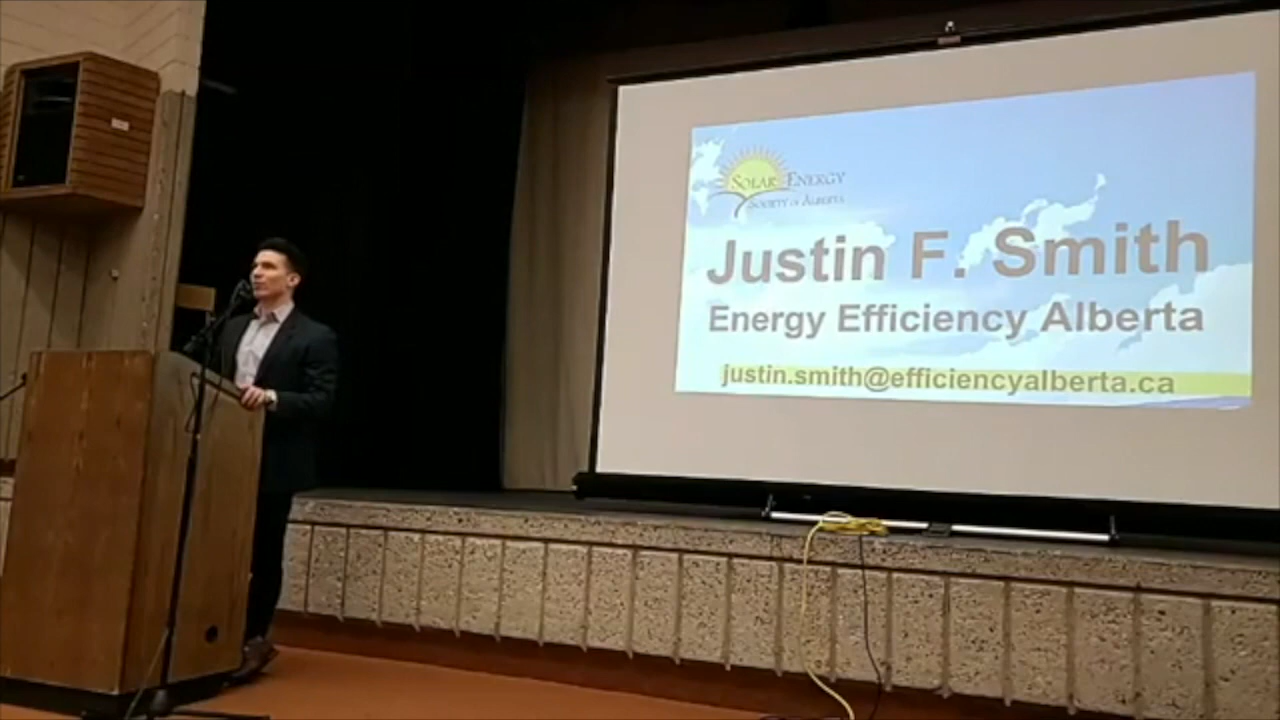 SOLAR ENERGY
SOCIETY OF ALBERTA
Justin F. Smith
Energy Efficiency Alberta
justin.smith@efficiencyalberta.ca